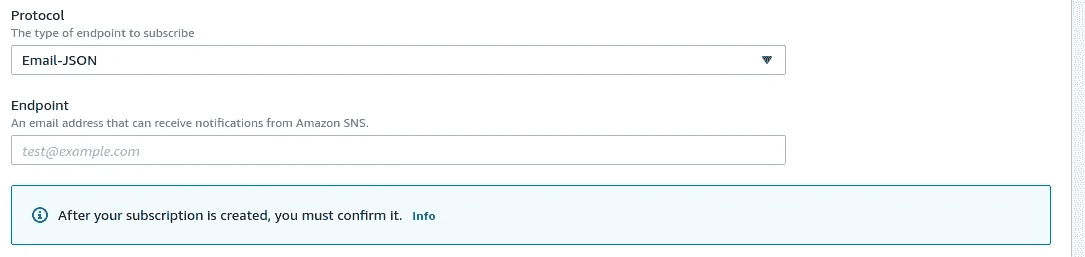 Protocol
The type of endpoint to subscribe
Email-JSON
Endpoint
An email address that can receive notifications from Amazon SNS.
test@example.com
After your subscription is created, you must confirm it. Info